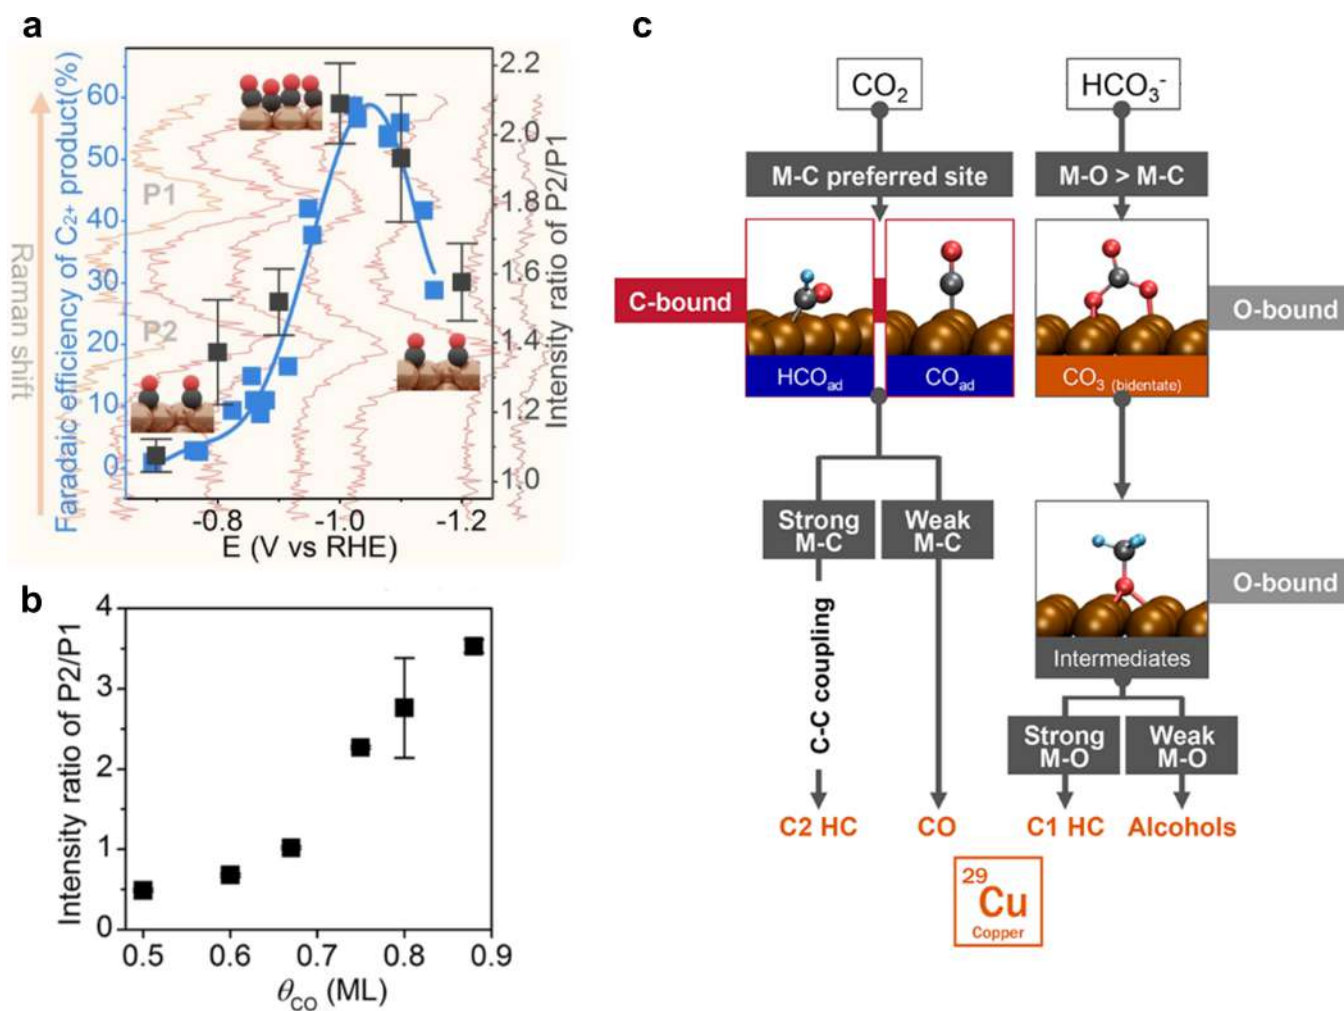 a
Faradaic efficiency of C₂₊ product(%)
Raman shift
P1
P2
60
50
40
30
20
10
0
2.2
2.0
1.8
1.6
1.4
1.2
1.0
Intensity ratio of P2/P1
-0.8
-1.0
-1.2
E (V vs RHE)
b
Intensity ratio of P2/P1
4
3
2
1
0
0.5
0.6
0.7
0.8
0.9
θCO (ML)
c
CO₂
HCO₃⁻
M-C preferred site
M-O > M-C
C-bound
O-bound
HCOad
COad
CO₃ (bidentate)
Strong
M-C
Weak
M-C
O-bound
Intermediates
C-C coupling
Strong
M-O
Weak
M-O
C2 HC
CO
C1 HC
Alcohols
29
Cu
Copper